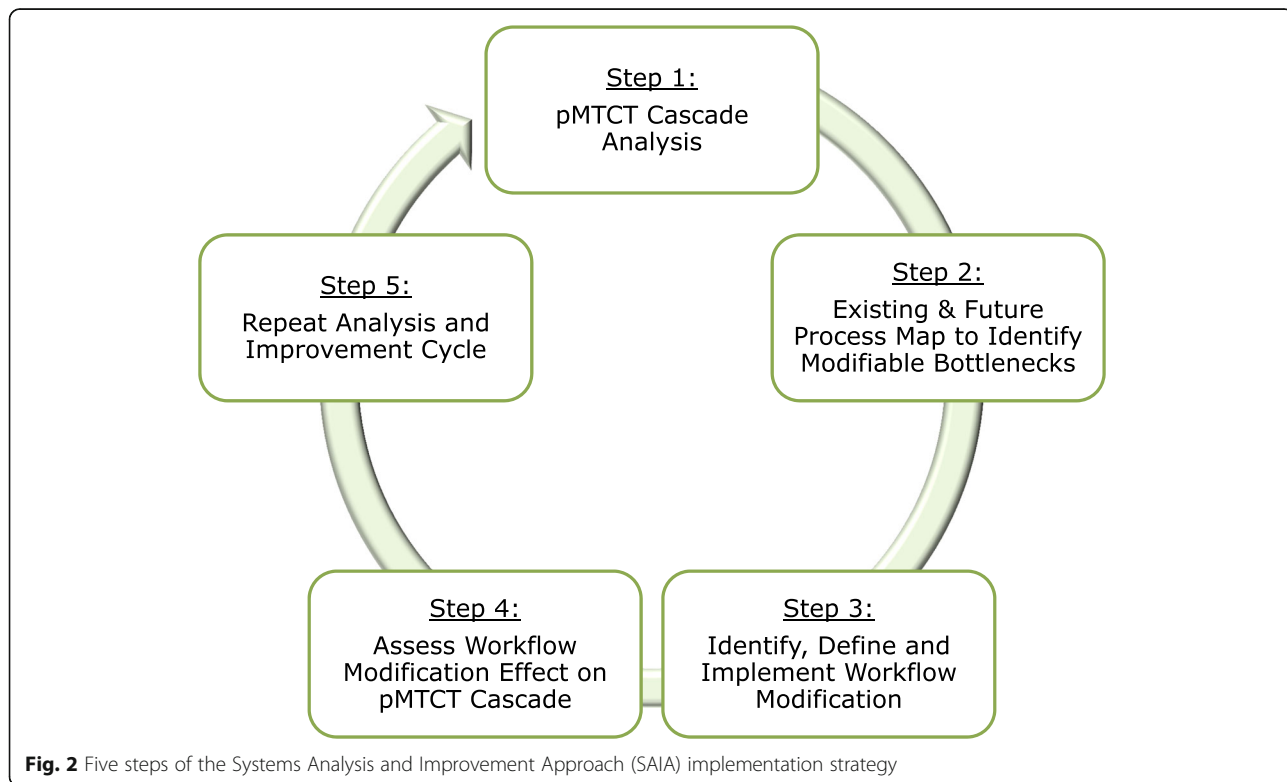 Step 1:
pMTCT Cascade
Analysis
Step 2:
Existing & Future
Process Map to Identify
Modifiable Bottlenecks
Step 3:
Identify, Define and
Implement Workflow
Modification
Step 4:
Assess Workflow
Modification Effect on
pMTCT Cascade
Step 5:
Repeat Analysis and
Improvement Cycle
Fig. 2 Five steps of the Systems Analysis and Improvement Approach (SAIA) implementation strategy